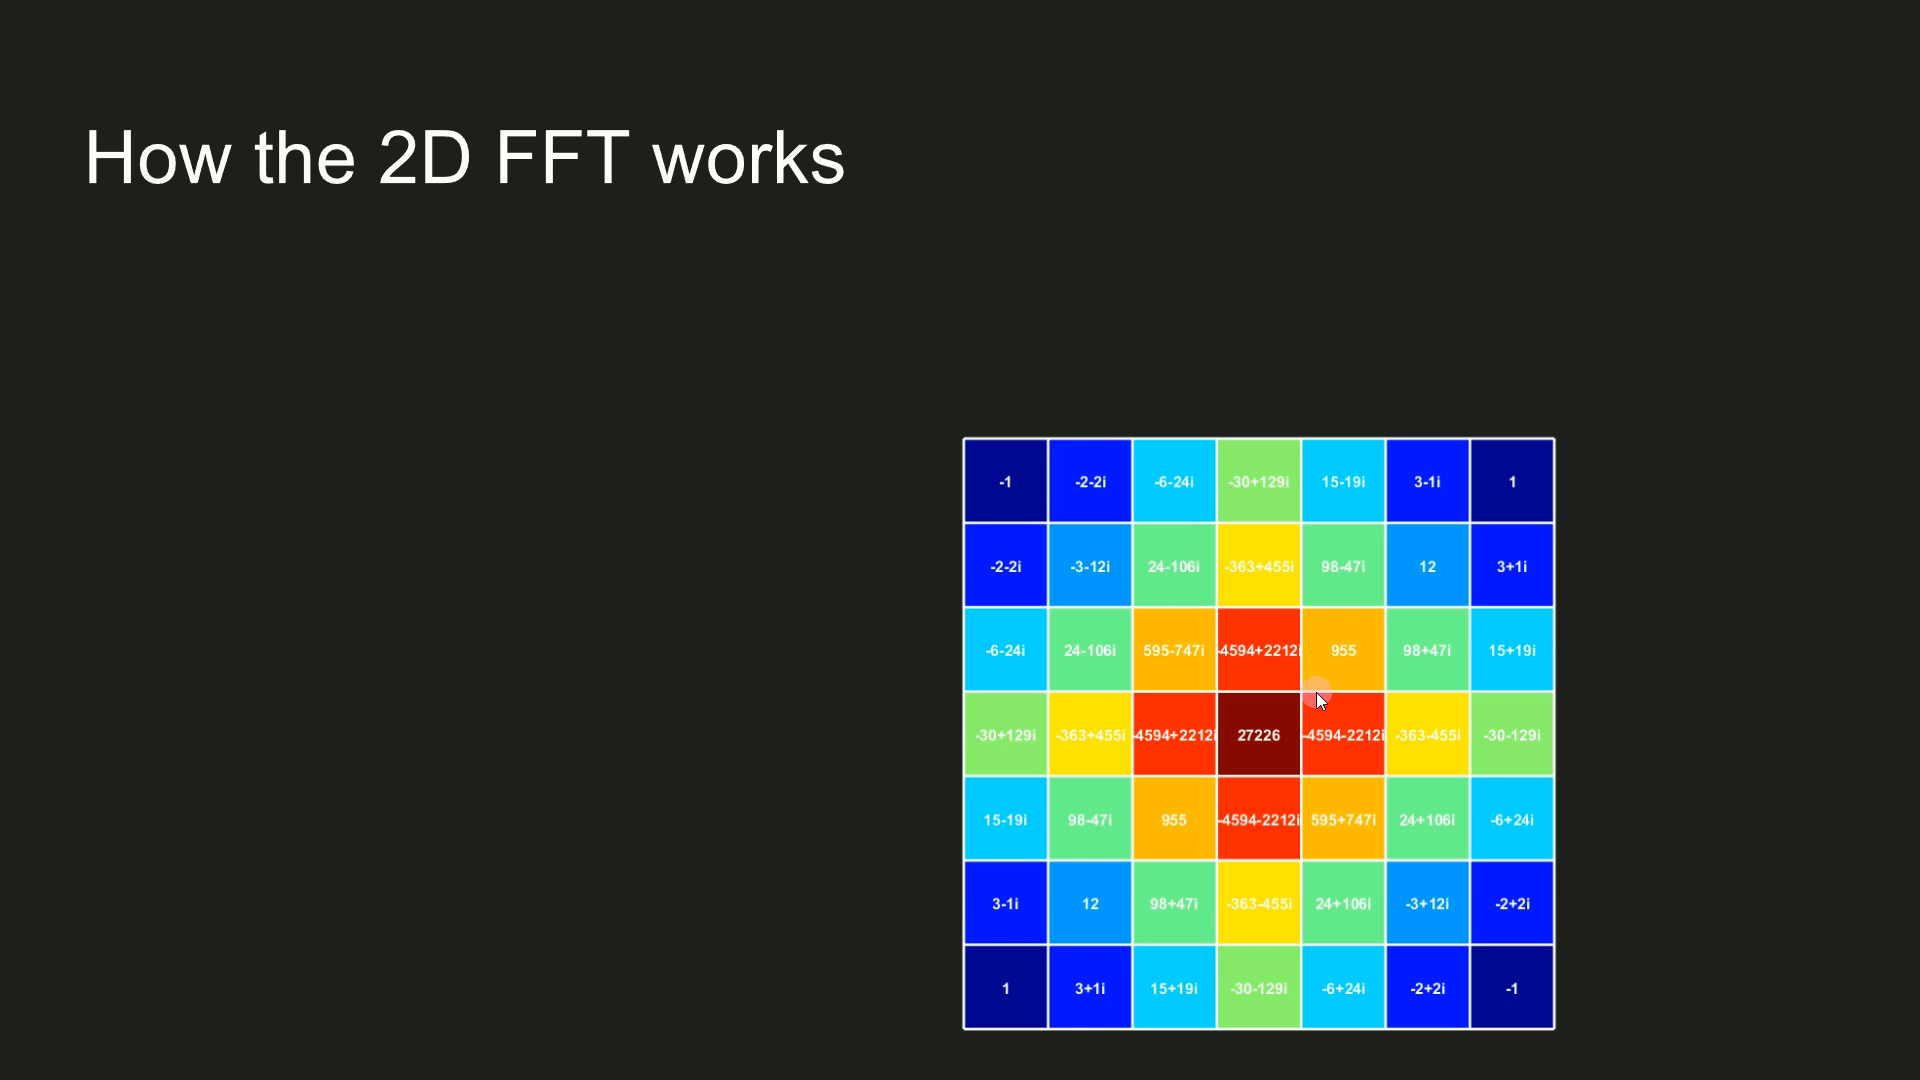 How the 2D FFT works
-1 -2-2i -6-24i -30+129i 15-19i 3-1i 1
-2-2i -3-12i 24-106i -363+455i 98-47i 12 3+1i
-6-24i 24-106i 595-747i -4594+2212i 955 98+47i 15+19i
-30+129i -363+455i -4594+2212i 27226 -4594-2212i -363-455i -30-129i
15-19i 98-47i 955 -4594-2212i 595+747i 24+106i -6+24i
3-1i 12 98+47i -363-455i 24+106i -3+12i -2+2i
1 3+1i 15+19i -30-129i -6+24i -2+2i -1